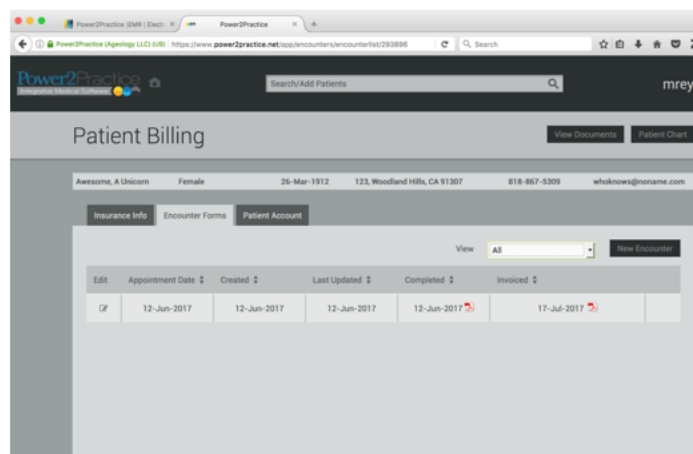 Power2Practice |EMR | Elect
Power2Practice
Power2Practice (Ageology LLC) (US) https://www.power2practice.net/app/encounters/encounterlist/293896
Search
Power2Practice
Integrative Medical Software
Search/Add Patients
mrey
Patient Billing
View Documents Patient Chart
Awesome, A Unicorn Female 26-Mar-1912 123, Woodland Hills, CA 91307 818-867-5309 whoknows@noname.com
Insurance Info Encounter Forms Patient Account
View All New Encounter
Edit Appointment Date Created Last Updated Completed Invoiced
12-Jun-2017 12-Jun-2017 12-Jun-2017 12-Jun-2017 17-Jul-2017